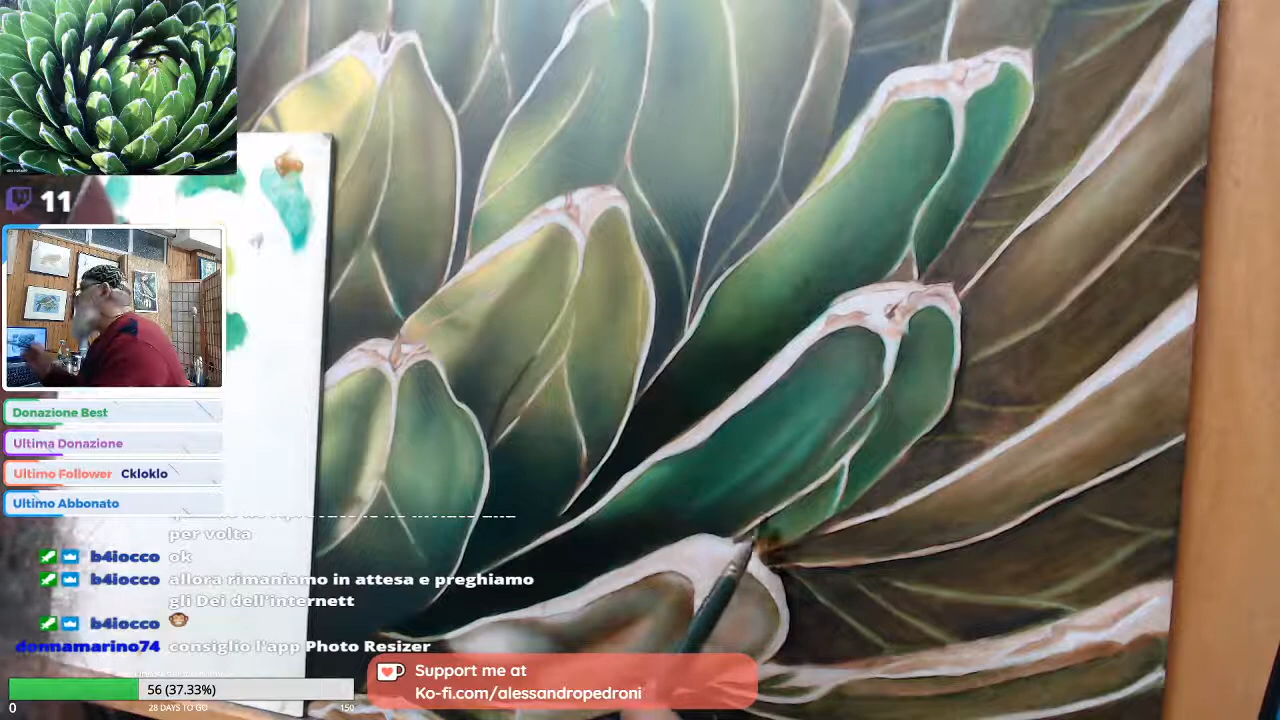 11
Donazione Best
Ultima Donazione
Ultimo Follower Ckloklo
Ultimo Abbonato
per volta
b4iocco ok
b4iocco allora rimaniamo in attesa e preghiamo
gli Dei dell'internett
b4iocco
donnamarino74 consiglio l'app Photo Resizer
Support me at
Ko-fi.com/alessandropedroni
56 (37.33%)
0 28 DAYS TO GO 150